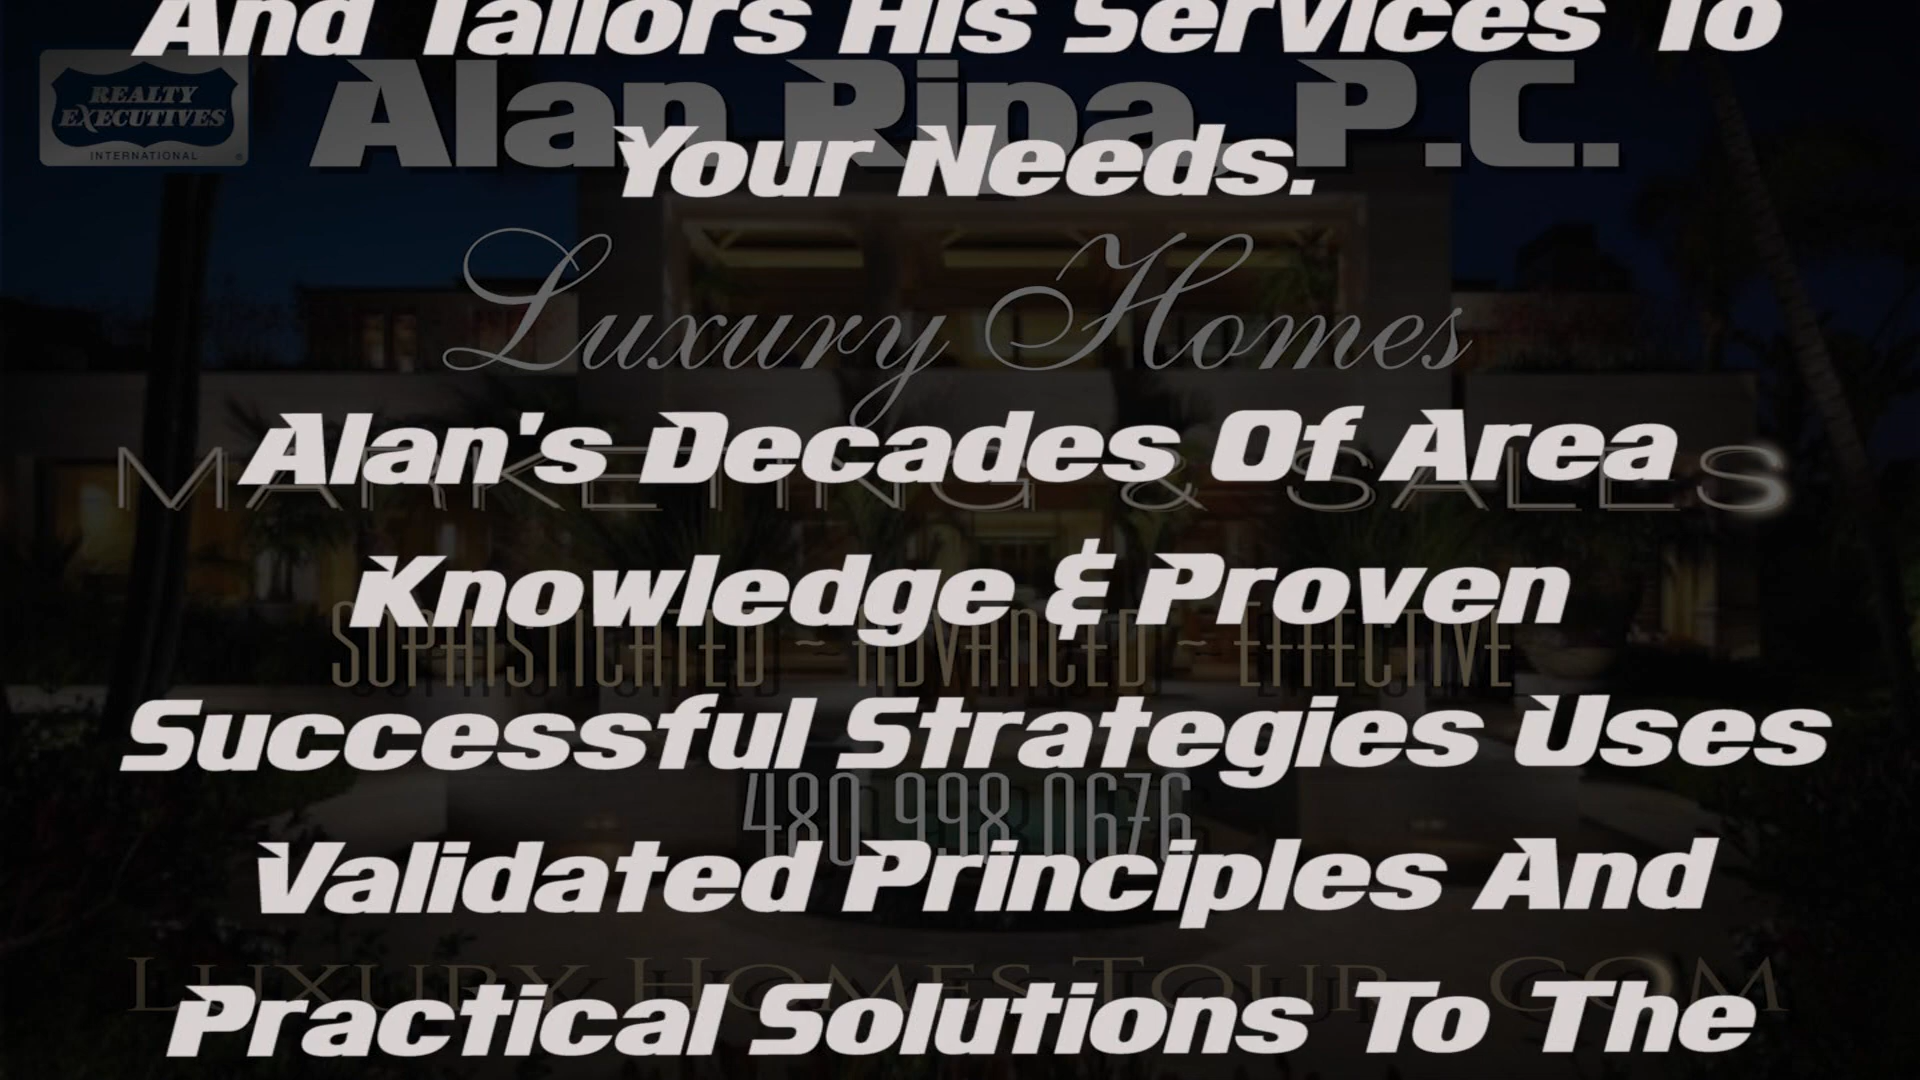 And Tailors His Services To
REALTY
EXECUTIVES
INTERNATIONAL
Alan Ripa, P.C.
Your Needs.
Luxury Homes
Alan's Decades Of Area
MARKETING & SALES
Knowledge & Proven
SOPHISTICATED ~ ADVANCED ~ EFFECTIVE
Successful Strategies Uses
480.998.0676
Validated Principles And
LUXURY HOMES TOUR.COM
Practical Solutions To The